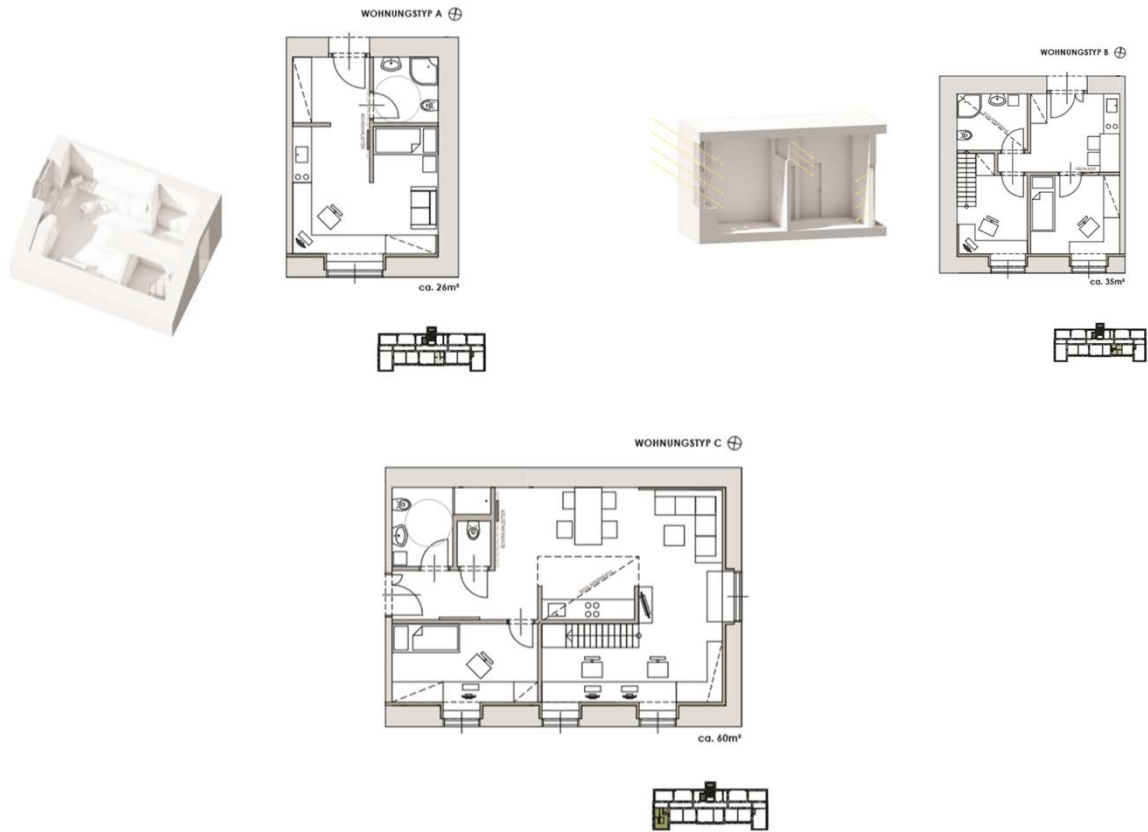 WOHNUNGSTYP A
ca. 26m²
WOHNUNGSTYP B
ca. 35m²
WOHNUNGSTYP C
ca. 60m²